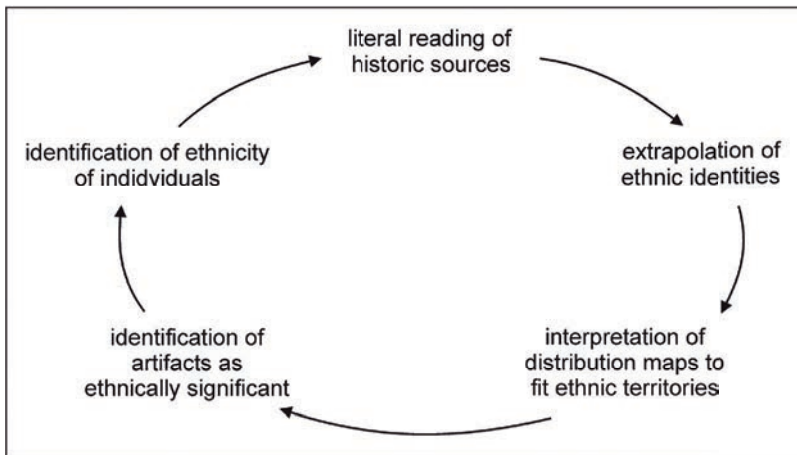 literal reading of
historic sources
extrapolation of
ethnic identities
interpretation of
distribution maps to
fit ethnic territories
identification of
artifacts as
ethnically significant
identification of ethnicity
of indidviduals